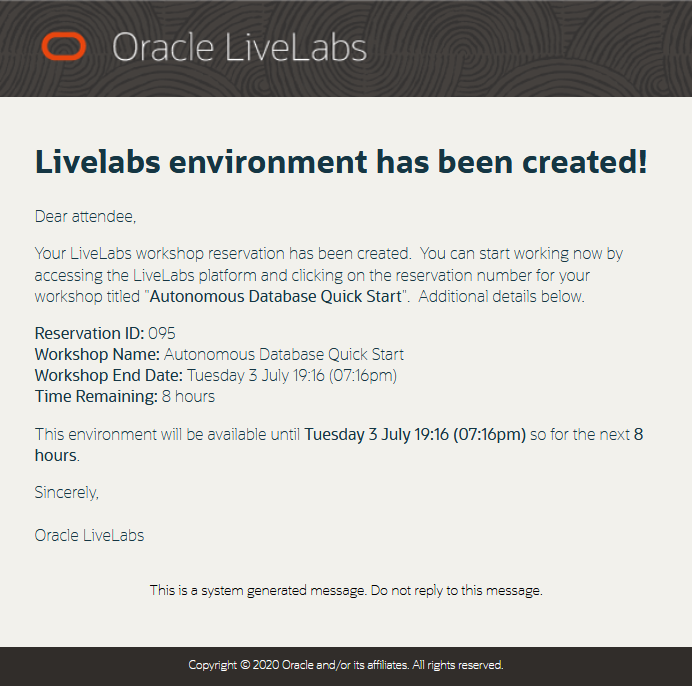 Oracle LiveLabs
Livelabs environment has been created!
Dear attendee,
Your LiveLabs workshop reservation has been created.  You can start working now by
accessing the LiveLabs platform and clicking on the reservation number for your
workshop titled "Autonomous Database Quick Start".  Additional details below.
Reservation ID: 095
Workshop Name: Autonomous Database Quick Start
Workshop End Date: Tuesday 3 July 19:16 (07:16pm)
Time Remaining: 8 hours
This environment will be available until Tuesday 3 July 19:16 (07:16pm) so for the next 8
hours.
Sincerely,
Oracle LiveLabs
This is a system generated message. Do not reply to this message.
Copyright © 2020 Oracle and/or its affiliates. All rights reserved.